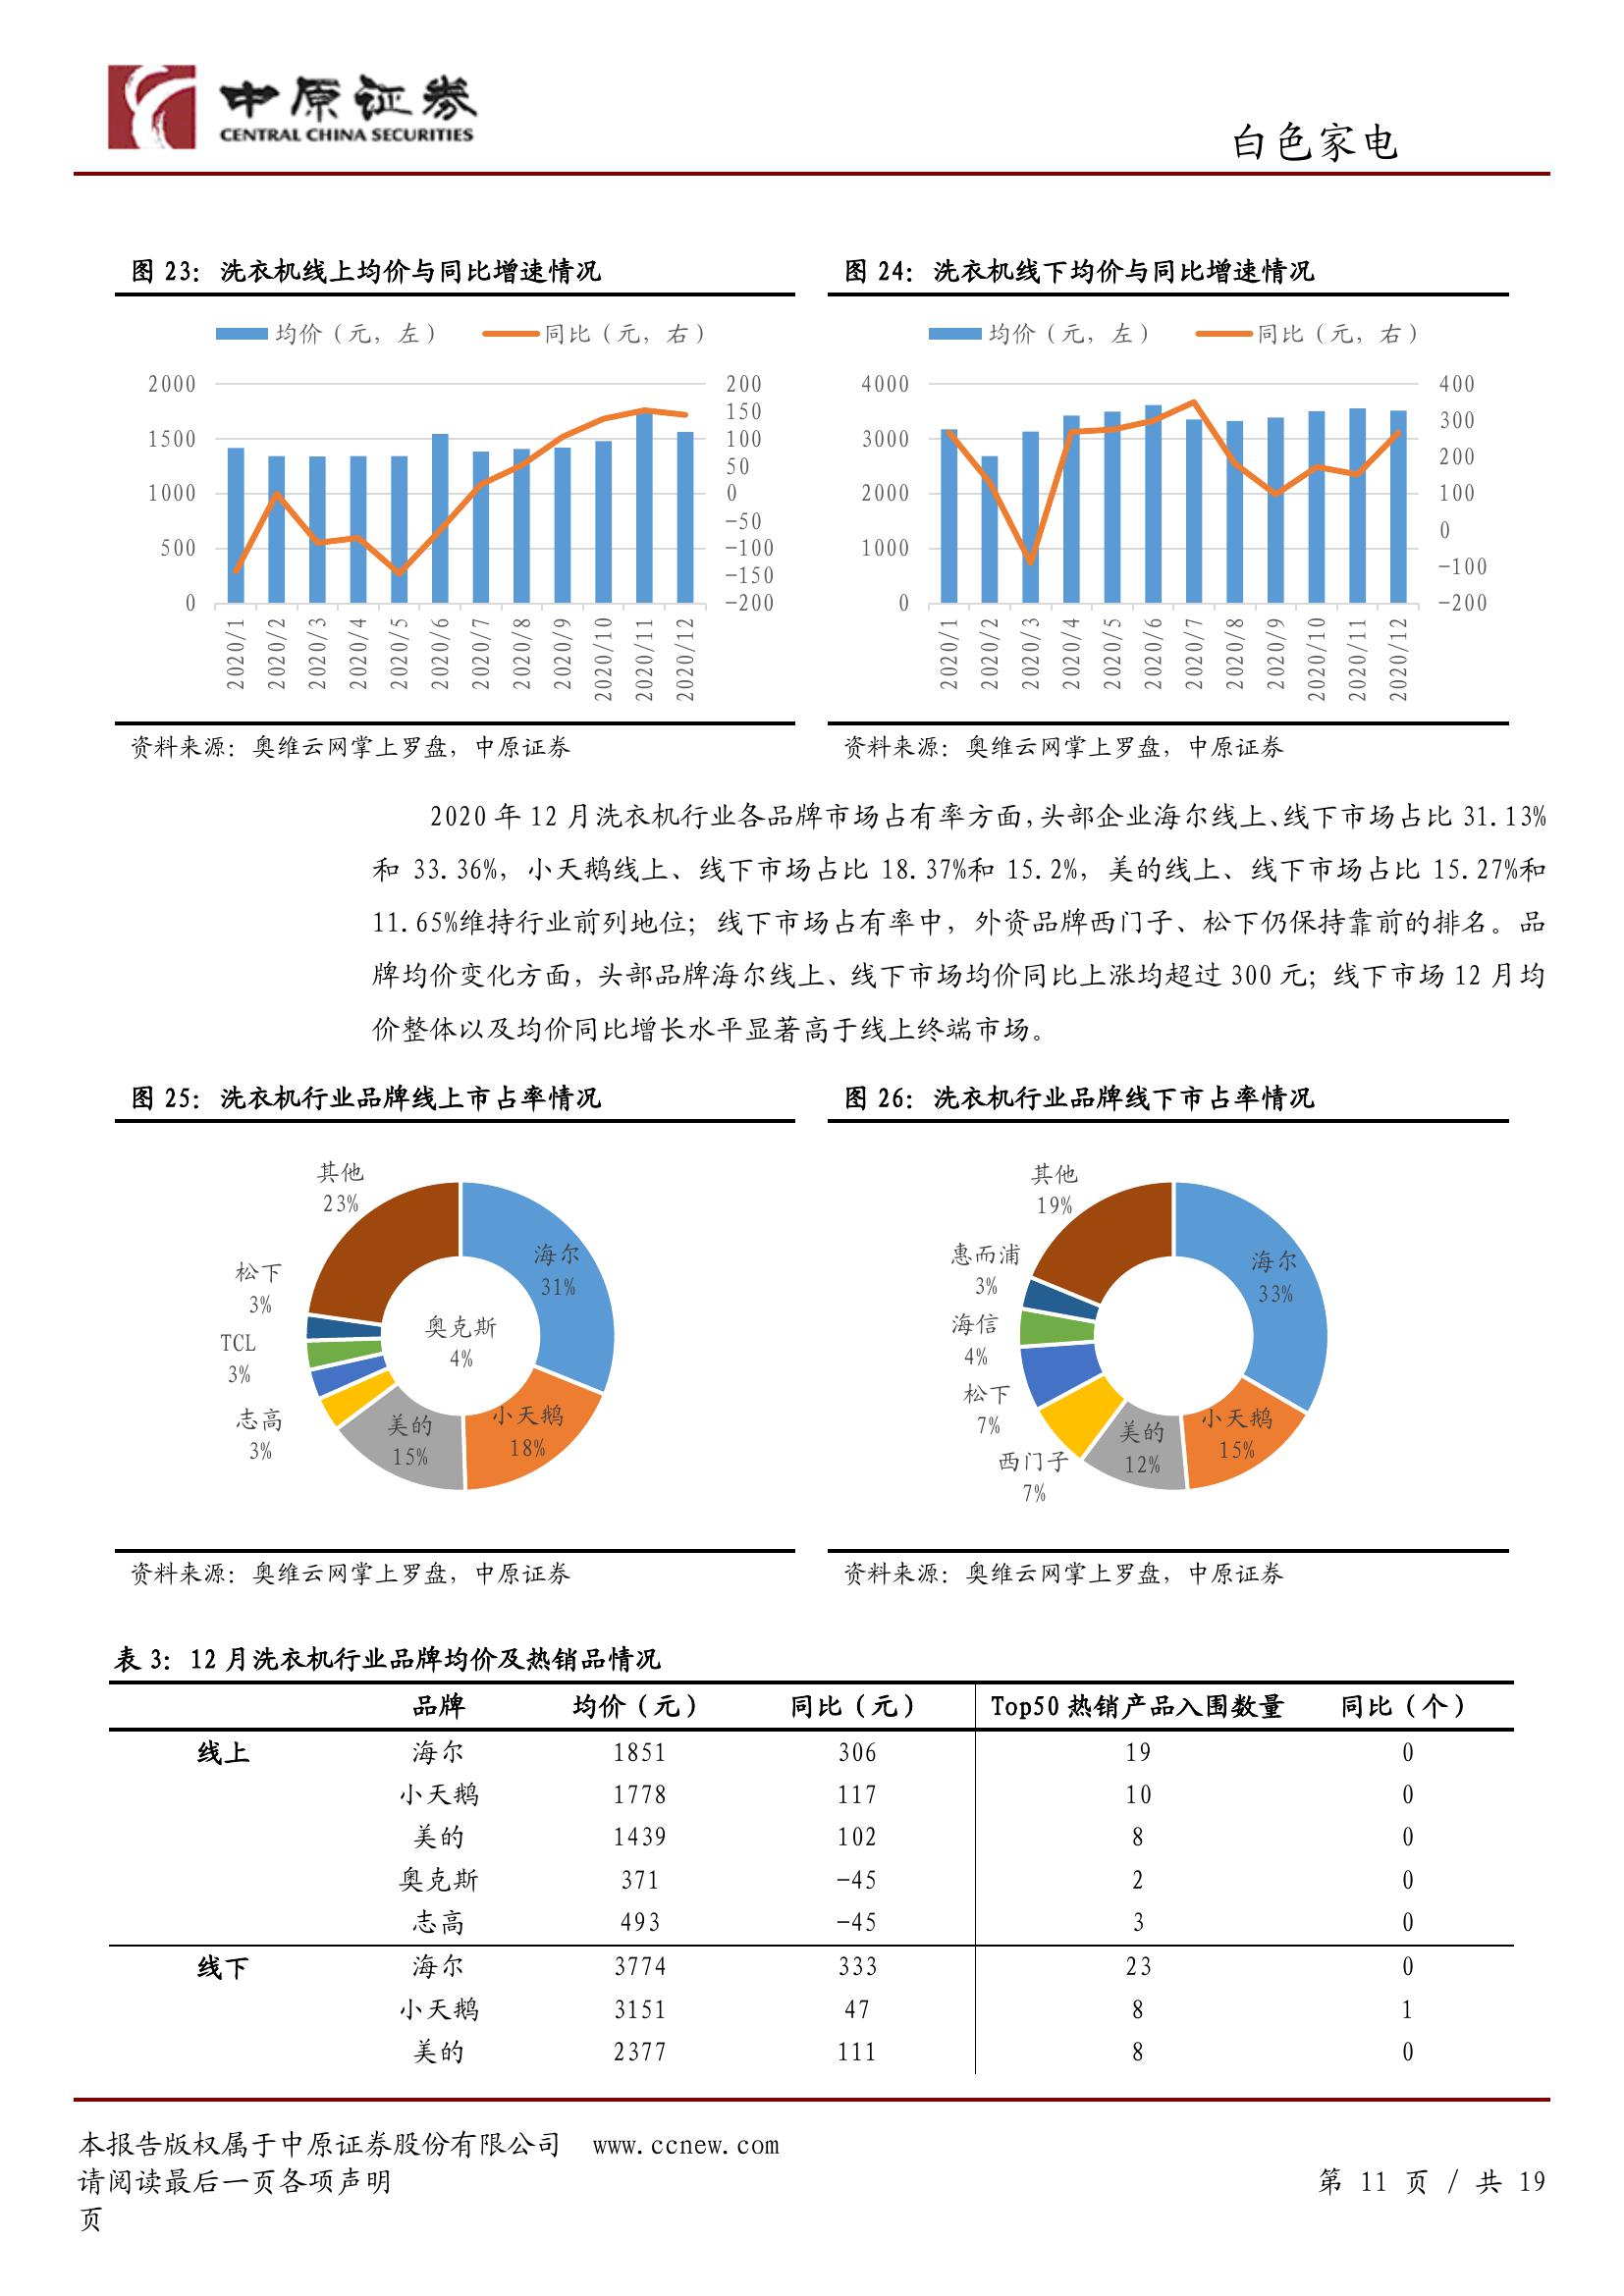 中原证券
CENTRAL CHINA SECURITIES
白色家电
图 23：洗衣机线上均价与同比增速情况
均价（元，左） 同比（元，右）
2000
1500
1000
500
0
200
150
100
50
0
-50
-100
-150
-200
2020/1
2020/2
2020/3
2020/4
2020/5
2020/6
2020/7
2020/8
2020/9
2020/10
2020/11
2020/12
资料来源：奥维云网掌上罗盘，中原证券
图 24：洗衣机线下均价与同比增速情况
均价（元，左） 同比（元，右）
4000
3000
2000
1000
0
400
300
200
100
0
-100
-200
2020/1
2020/2
2020/3
2020/4
2020/5
2020/6
2020/7
2020/8
2020/9
2020/10
2020/11
2020/12
资料来源：奥维云网掌上罗盘，中原证券
2020 年 12 月洗衣机行业各品牌市场占有率方面，头部企业海尔线上、线下市场占比 31.13%
和 33.36%，小天鹅线上、线下市场占比 18.37%和 15.2%，美的线上、线下市场占比 15.27%和
11.65%维持行业前列地位；线下市场占有率中，外资品牌西门子、松下仍保持靠前的排名。品
牌均价变化方面，头部品牌海尔线上、线下市场均价同比上涨均超过 300 元；线下市场 12 月均
价整体以及均价同比增长水平显著高于线上终端市场。
图 25：洗衣机行业品牌线上市占率情况
其他
23%
海尔
31%
松下
3%
奥克斯
4%
TCL
3%
志高
3%
美的
15%
小天鹅
18%
资料来源：奥维云网掌上罗盘，中原证券
图 26：洗衣机行业品牌线下市占率情况
其他
19%
惠而浦
3%
海尔
33%
海信
4%
松下
7%
西门子
7%
美的
12%
小天鹅
15%
资料来源：奥维云网掌上罗盘，中原证券
表 3：12 月洗衣机行业品牌均价及热销品情况
品牌 均价（元） 同比（元） Top50 热销产品入围数量 同比（个）
线上 海尔 1851 306 19 0
小天鹅 1778 117 10 0
美的 1439 102 8 0
奥克斯 371 -45 2 0
志高 493 -45 3 0
线下 海尔 3774 333 23 0
小天鹅 3151 47 8 1
美的 2377 111 8 0
本报告版权属于中原证券股份有限公司 www.ccnew.com
请阅读最后一页各项声明 第 11 页 / 共 19
页